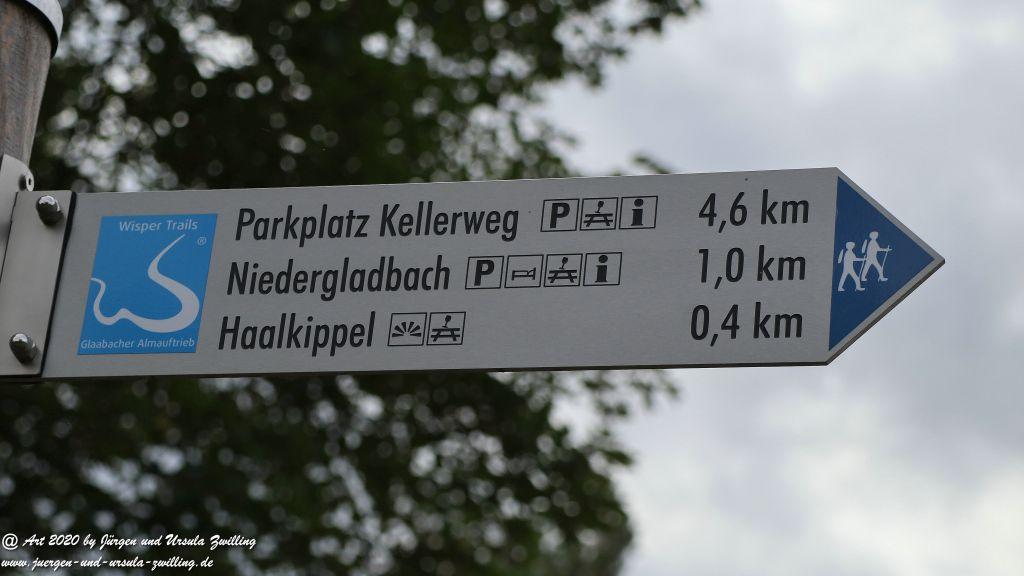 Wisper Trails
®
Glaabacher Almauftrieb
Parkplatz Kellerweg P i 4,6 km
Niedergladbach P i 1,0 km
Haalkippel 0,4 km
@ Art 2020 by Jürgen und Ursula Zwilling
www.juergen-und-ursula-zwilling.de